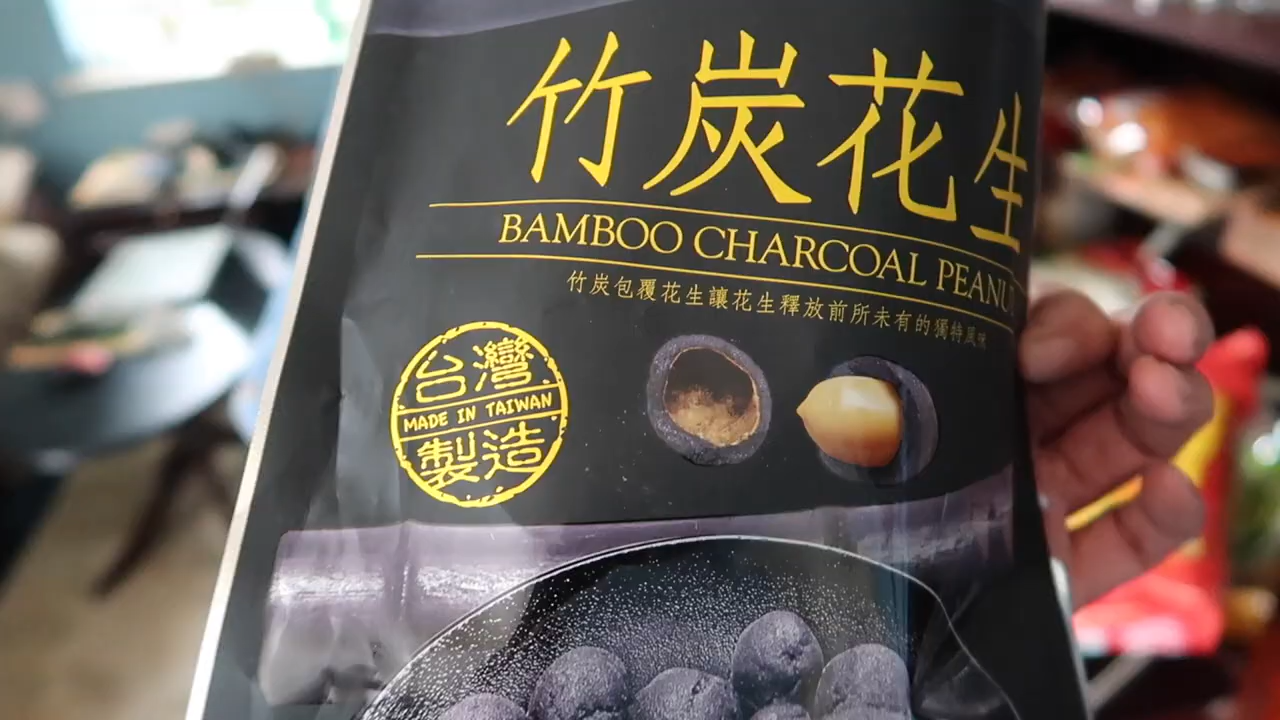 竹炭花生
BAMBOO CHARCOAL PEANU
竹炭包覆花生讓花生釋放前所未有的獨特風味
台灣
MADE IN TAIWAN
製造